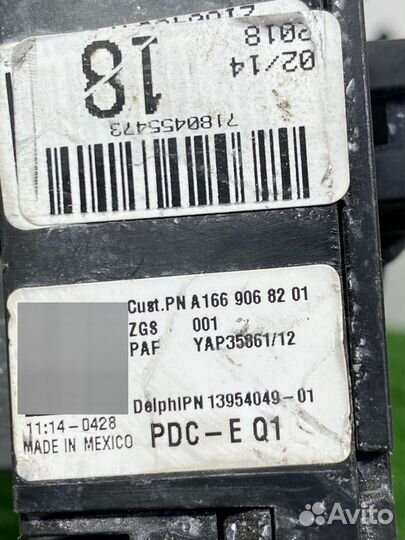 02/14
2018
18
7180455473
Cust.PN A166 906 82 01
ZGS 001
PAF YAP35861/12
DelphiPN 13954049-01
11:14-0428
MADE IN MEXICO
PDC-E Q1
Avito